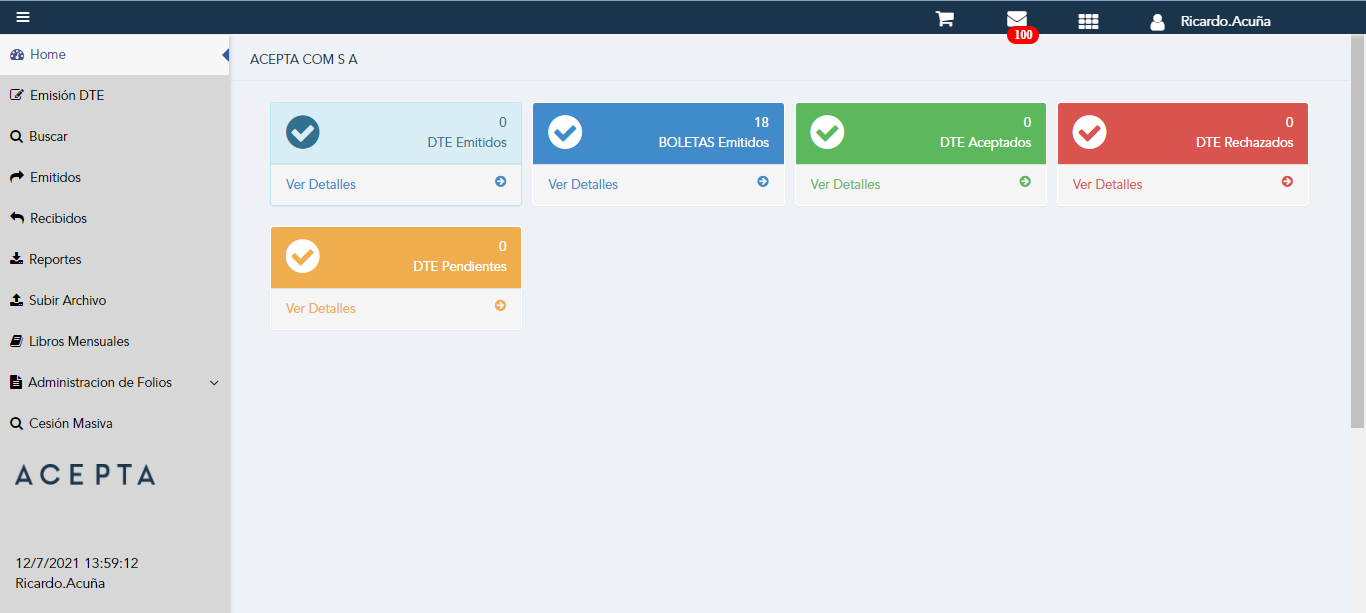 Ricardo.Acuña
100
Home
ACEPTA COM S A
Emisión DTE
Buscar
Emitidos
Recibidos
Reportes
Subir Archivo
Libros Mensuales
Administracion de Folios
Cesión Masiva
ACEPTA
12/7/2021 13:59:12
Ricardo.Acuña
0
DTE Emitidos
Ver Detalles
18
BOLETAS Emitidos
Ver Detalles
0
DTE Aceptados
Ver Detalles
0
DTE Rechazados
Ver Detalles
0
DTE Pendientes
Ver Detalles